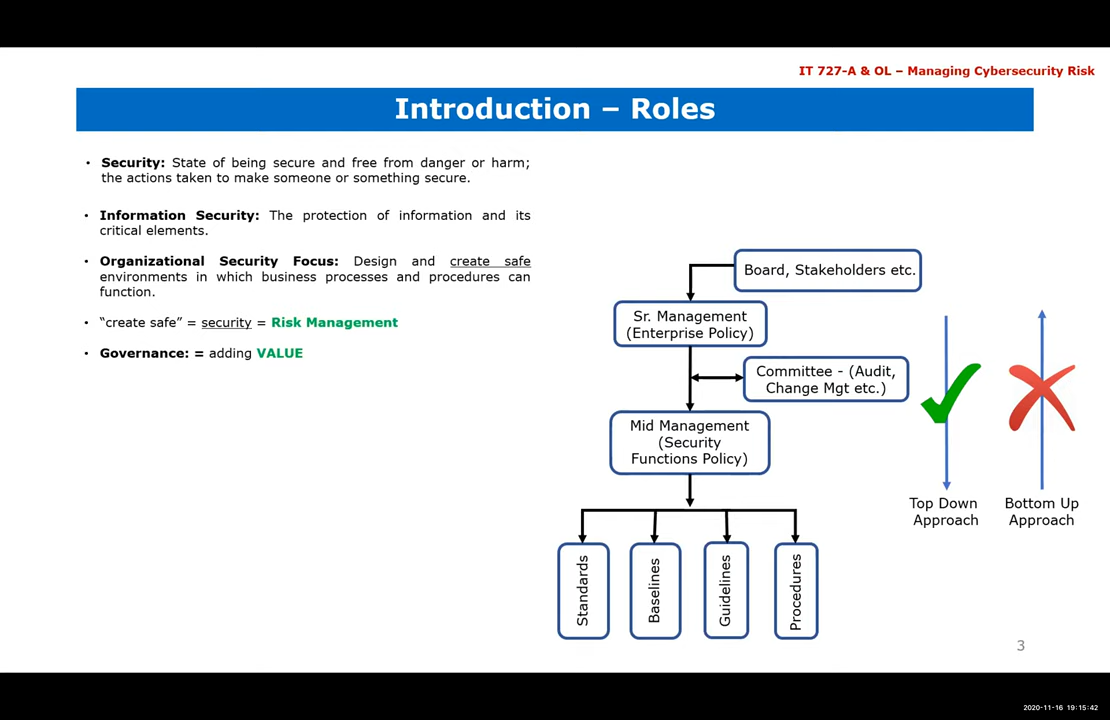 IT 727-A & OL – Managing Cybersecurity Risk
Introduction – Roles
• Security: State of being secure and free from danger or harm;
the actions taken to make someone or something secure.
• Information Security: The protection of information and its
critical elements.
• Organizational Security Focus: Design and create safe
environments in which business processes and procedures can
function.
• “create safe” = security = Risk Management
• Governance: = adding VALUE
Board, Stakeholders etc.
Sr. Management
(Enterprise Policy)
Committee - (Audit,
Change Mgt etc.)
Mid Management
(Security
Functions Policy)
Standards
Baselines
Guidelines
Procedures
Top Down
Approach
Bottom Up
Approach
3
2020-11-16 19:15:42